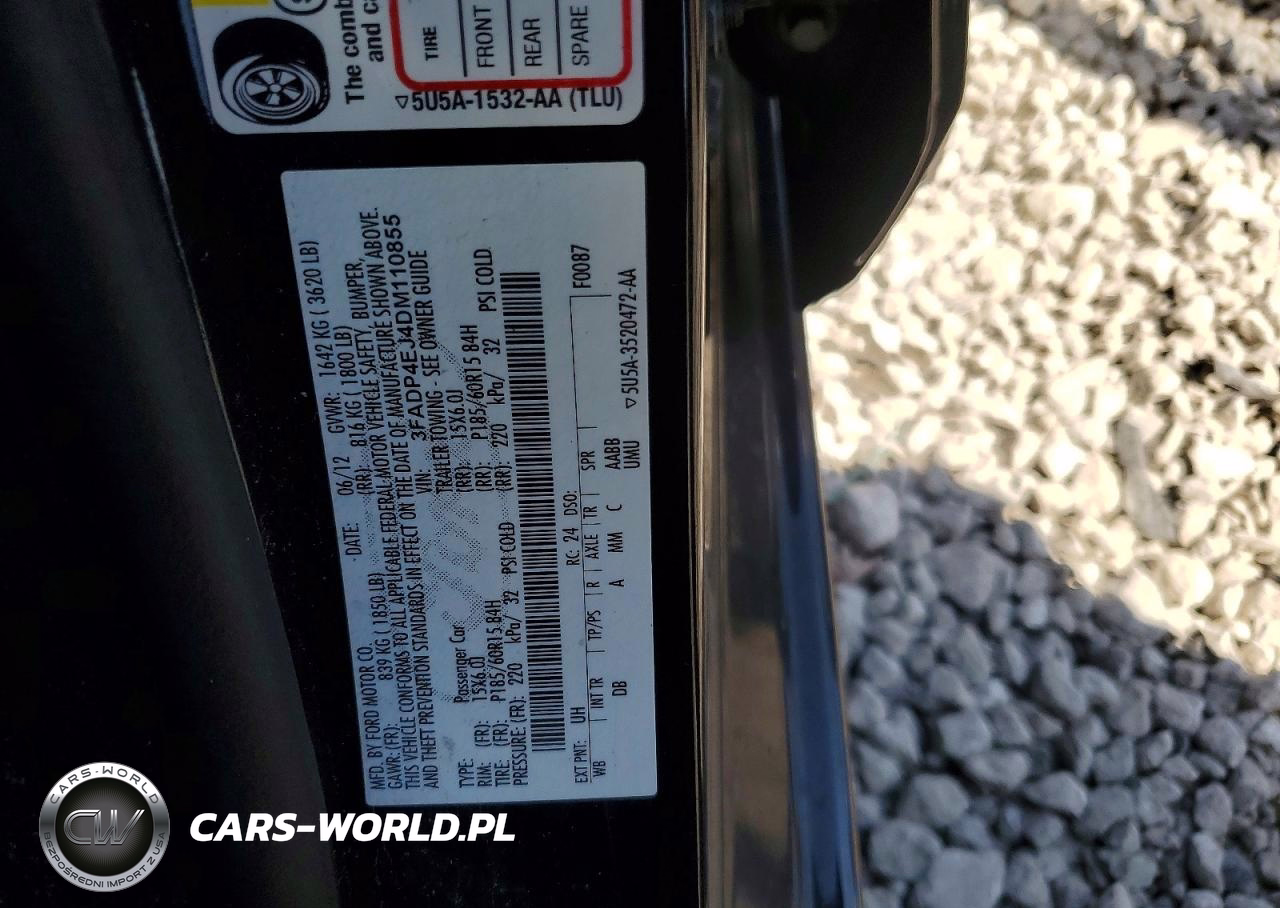 The comb
and ca
TIRE
FRONT
REAR
SPARE
▽5U5A-1532-AA (TLU)
MFD. BY FORD MOTOR CO. DATE: 06/12 GVWR: 1642 KG ( 3620 LB)
GAWR: (FR): 839 KG ( 1850 LB) (RR): 816 KG ( 1800 LB)
THIS VEHICLE CONFORMS TO ALL APPLICABLE FEDERAL MOTOR VEHICLE SAFETY, BUMPER,
AND THEFT PREVENTION STANDARDS IN EFFECT ON THE DATE OF MANUFACTURE SHOWN ABOVE.
VIN: 3FADP4EJ4DM110855
TYPE: Passenger Car TRAILER TOWING - SEE OWNER GUIDE
RIM: (FR): 15X6.0J (RR): 15X6.0J
TIRE: (FR): P185/60R15 84H (RR): P185/60R15 84H
PRESSURE: (FR): 220 kPa/ 32 PSI COLD (RR): 220 kPa/ 32 PSI COLD
EXT PNT: UH RC: 24 DSO: F0087
WB INT TR TP/PS R AXLE TR SPR
DB A MM C AABB
UMU
▽5U5A-3520472-AA
CARS-WORLD
CW
BEZPOŚREDNI IMPORT Z USA
CARS-WORLD.PL